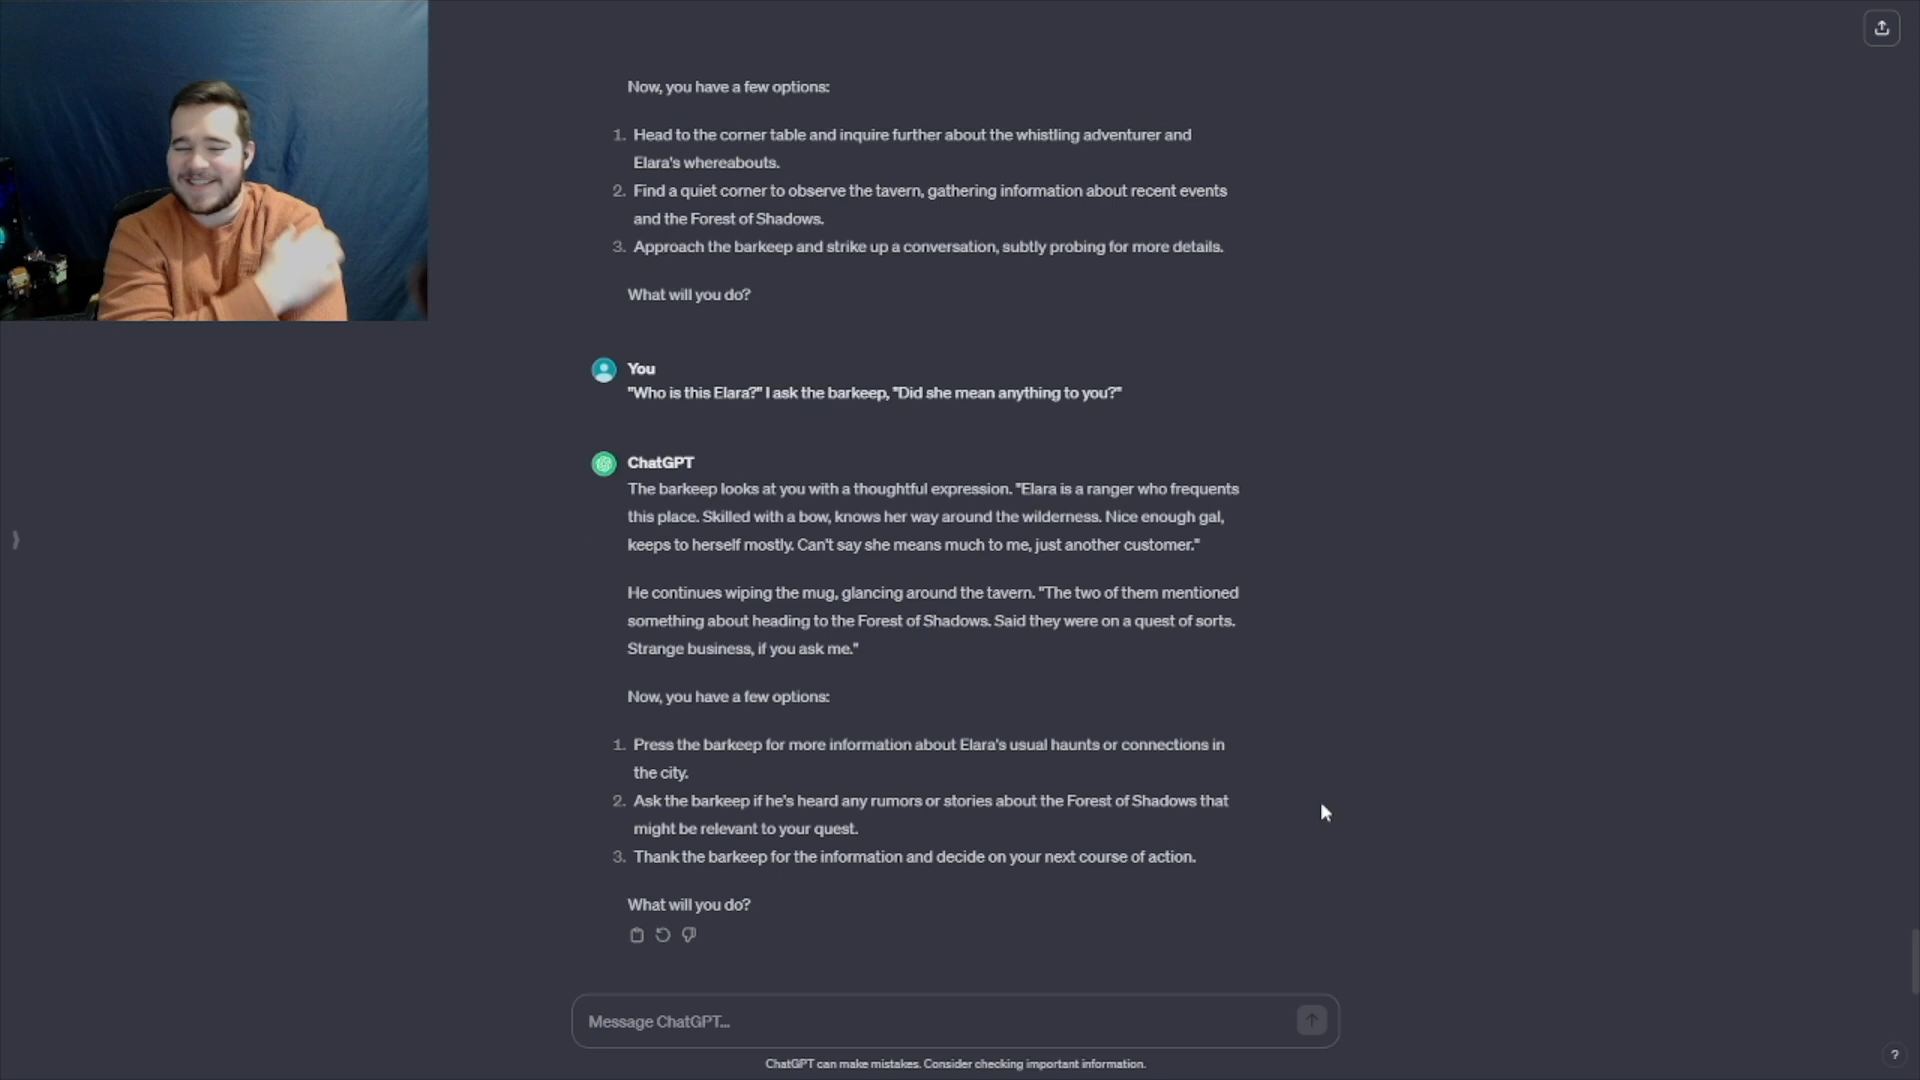 Now, you have a few options:
1. Head to the corner table and inquire further about the whistling adventurer and
Elara's whereabouts.
2. Find a quiet corner to observe the tavern, gathering information about recent events
and the Forest of Shadows.
3. Approach the barkeep and strike up a conversation, subtly probing for more details.
What will you do?
You
"Who is this Elara?" I ask the barkeep, "Did she mean anything to you?"
ChatGPT
The barkeep looks at you with a thoughtful expression. "Elara is a ranger who frequents
this place. Skilled with a bow, knows her way around the wilderness. Nice enough gal,
keeps to herself mostly. Can't say she means much to me, just another customer."
He continues wiping the mug, glancing around the tavern. "The two of them mentioned
something about heading to the Forest of Shadows. Said they were on a quest of sorts.
Strange business, if you ask me."
Now, you have a few options:
1. Press the barkeep for more information about Elara's usual haunts or connections in
the city.
2. Ask the barkeep if he's heard any rumors or stories about the Forest of Shadows that
might be relevant to your quest.
3. Thank the barkeep for the information and decide on your next course of action.
What will you do?
Message ChatGPT...
ChatGPT can make mistakes. Consider checking important information.
?